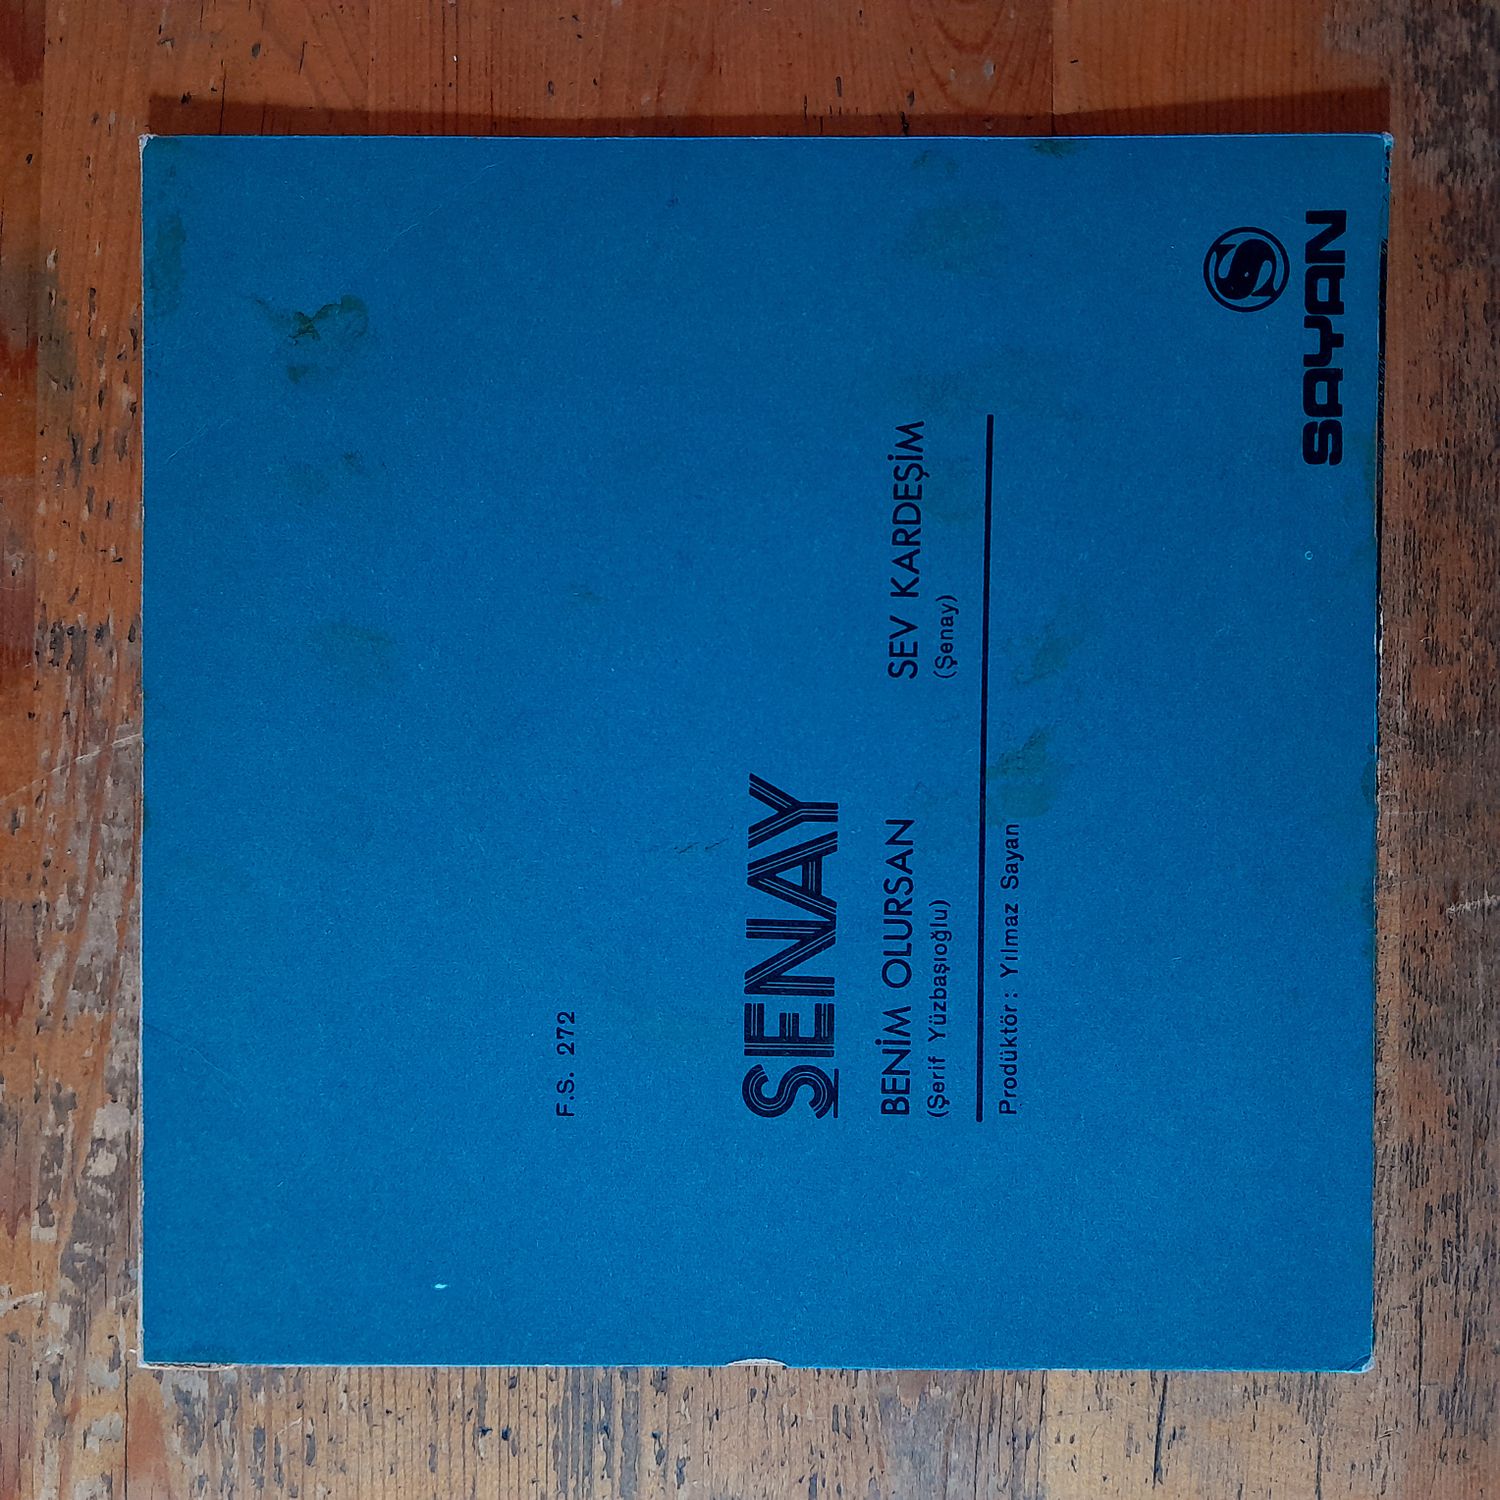 F.S. 272
ŞENAY
BENİM OLURSAN
(Şerif Yüzbaşıoğlu)
SEV KARDEŞİM
(Şenay)
Prodüktör: Yılmaz Sayan
S
SAYAN